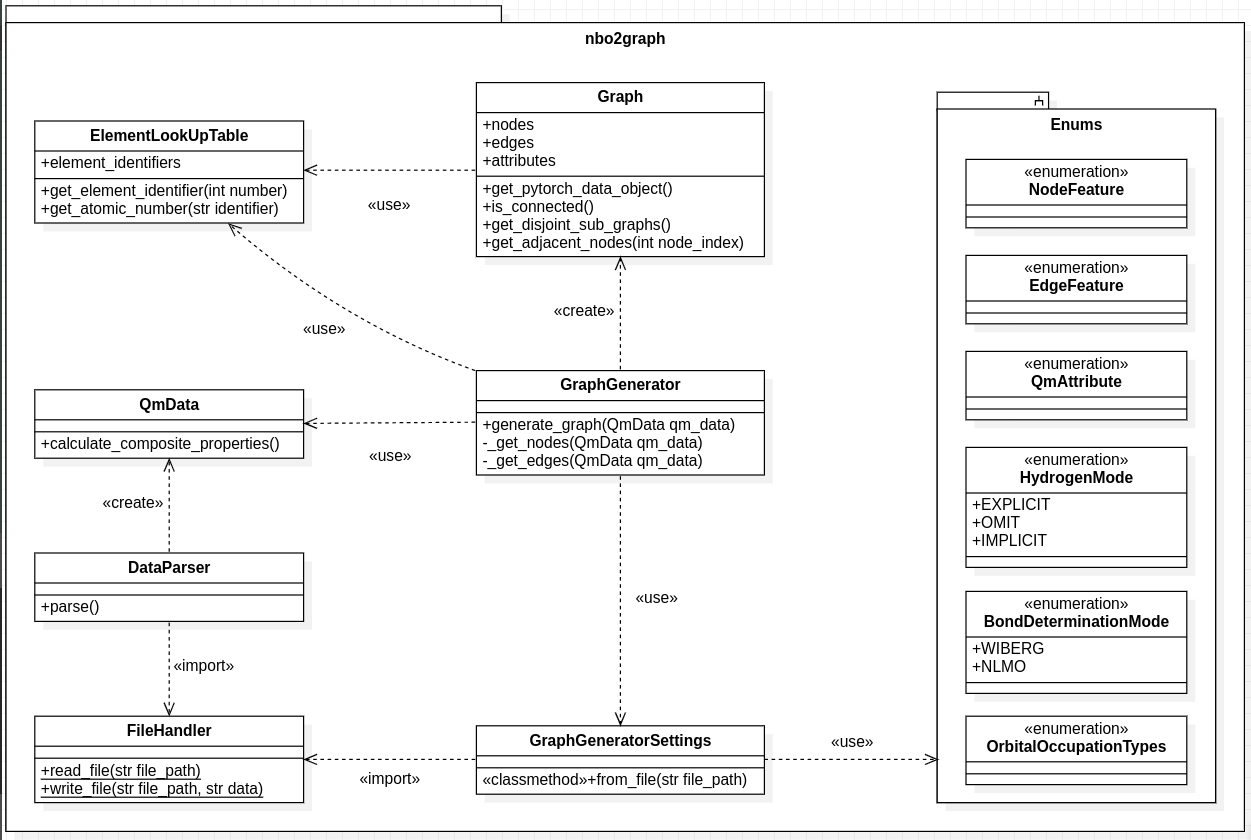 nbo2graph
ElementLookUpTable
+element_identifiers
+get_element_identifier(int number)
+get_atomic_number(str identifier)
«use»
Graph
+nodes
+edges
+attributes
+get_pytorch_data_object()
+is_connected()
+get_disjoint_sub_graphs()
+get_adjacent_nodes(int node_index)
«use»
«create»
QmData
+calculate_composite_properties()
«use»
GraphGenerator
+generate_graph(QmData qm_data)
-_get_nodes(QmData qm_data)
-_get_edges(QmData qm_data)
«create»
DataParser
+parse()
«use»
«import»
FileHandler
+read_file(str file_path)
+write_file(str file_path, str data)
«import»
GraphGeneratorSettings
«classmethod»+from_file(str file_path)
«use»
Enums
«enumeration»
NodeFeature
«enumeration»
EdgeFeature
«enumeration»
QmAttribute
«enumeration»
HydrogenMode
+EXPLICIT
+OMIT
+IMPLICIT
«enumeration»
BondDeterminationMode
+WIBERG
+NLMO
«enumeration»
OrbitalOccupationTypes